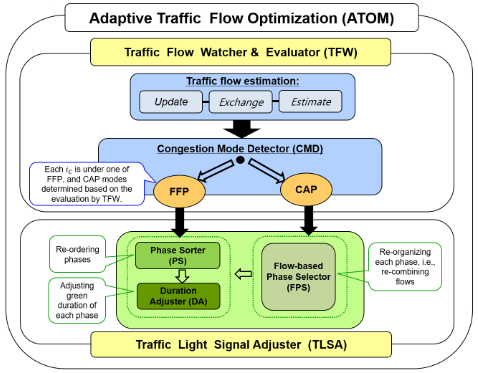 Adaptive Traffic Flow Optimization (ATOM)
Traffic Flow Watcher & Evaluator (TFW)
Traffic flow estimation:
Update
Exchange
Estimate
Congestion Mode Detector (CMD)
Each i_c is under one of
FFP, and CAP modes
determined based on the
evaluation by TFW.
FFP
CAP
Re-ordering
phases
Phase Sorter
(PS)
Adjusting
green
duration of
each phase
Duration
Adjuster (DA)
Flow-based
Phase Selector
(FPS)
Re-organizing
each phase, i.e.,
re-combining
flows
Traffic Light Signal Adjuster (TLSA)